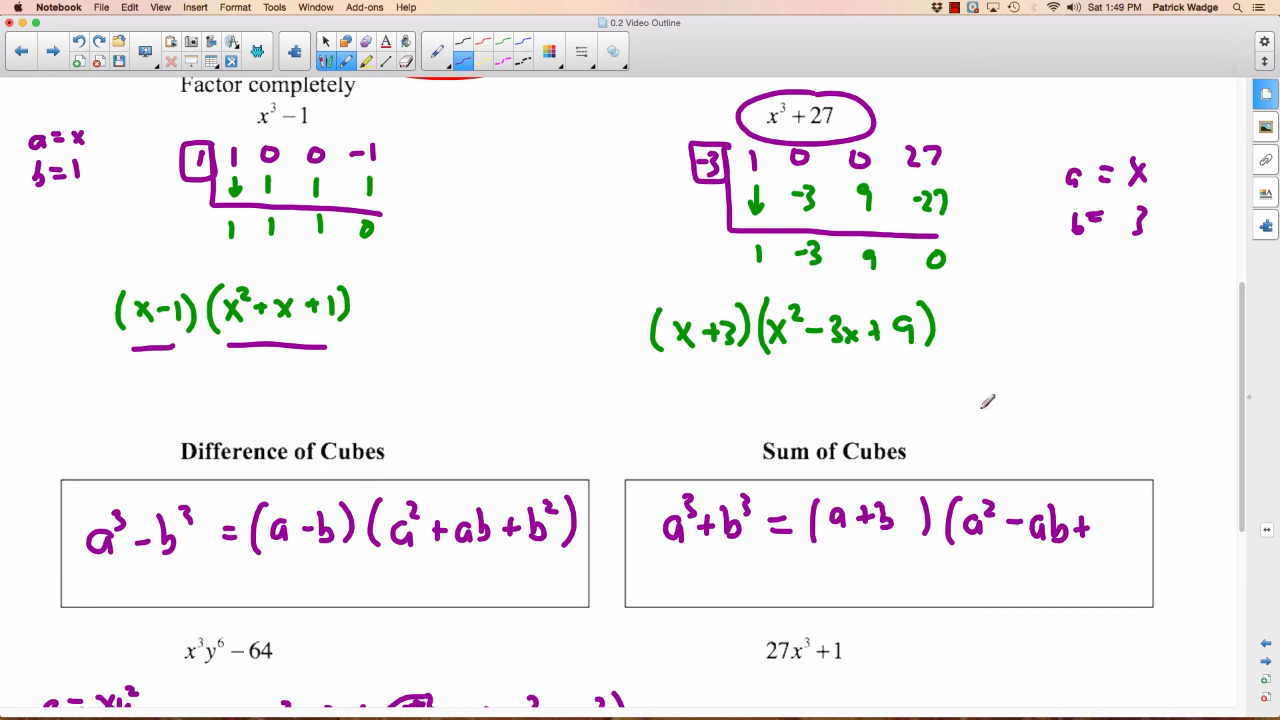 Notebook File Edit View Insert Format Tools Window Add-ons Help
Sat 1:49 PM Patrick Wadge
0.2 Video Outline
Factor completely
x³ − 1
x³ + 27
a = x
b = 1
1 1 0 0 -1
1 1 1
1 1 1 0
(x-1)(x²+x+1)
-3 1 0 0 27
-3 9 -27
1 -3 9 0
a = x
b = 3
(x+3)(x²-3x+9)
Difference of Cubes
Sum of Cubes
a³-b³ = (a-b)(a²+ab+b²)
a³+b³ = (a+b)(a²-ab+
x³y⁶ − 64
27x³ + 1